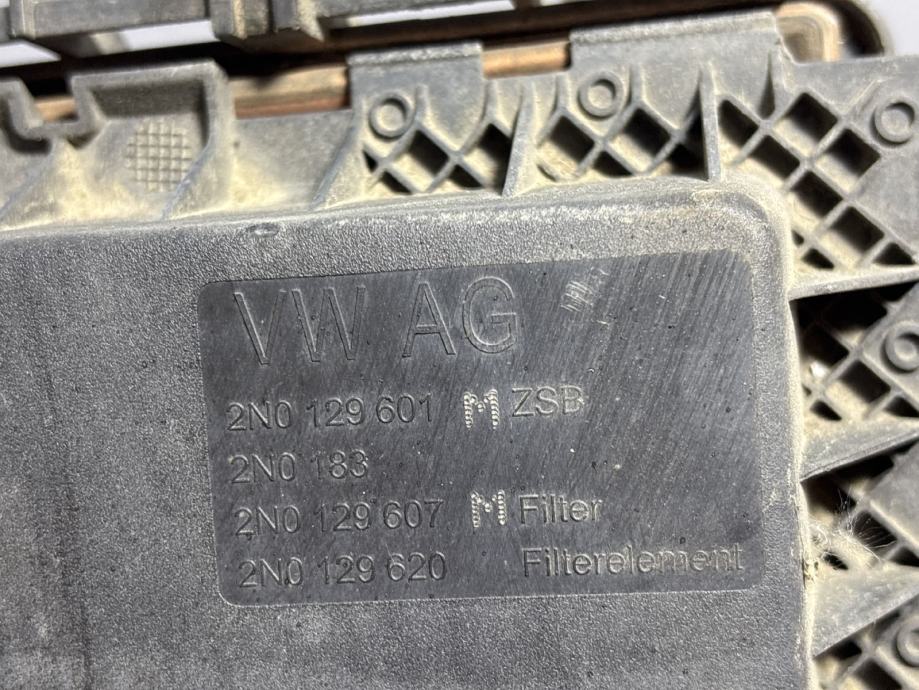 VW AG
2N0 129 601 M ZSB
2N0 183
2N0 129 607 M Filter
2N0 129 620 Filterelement